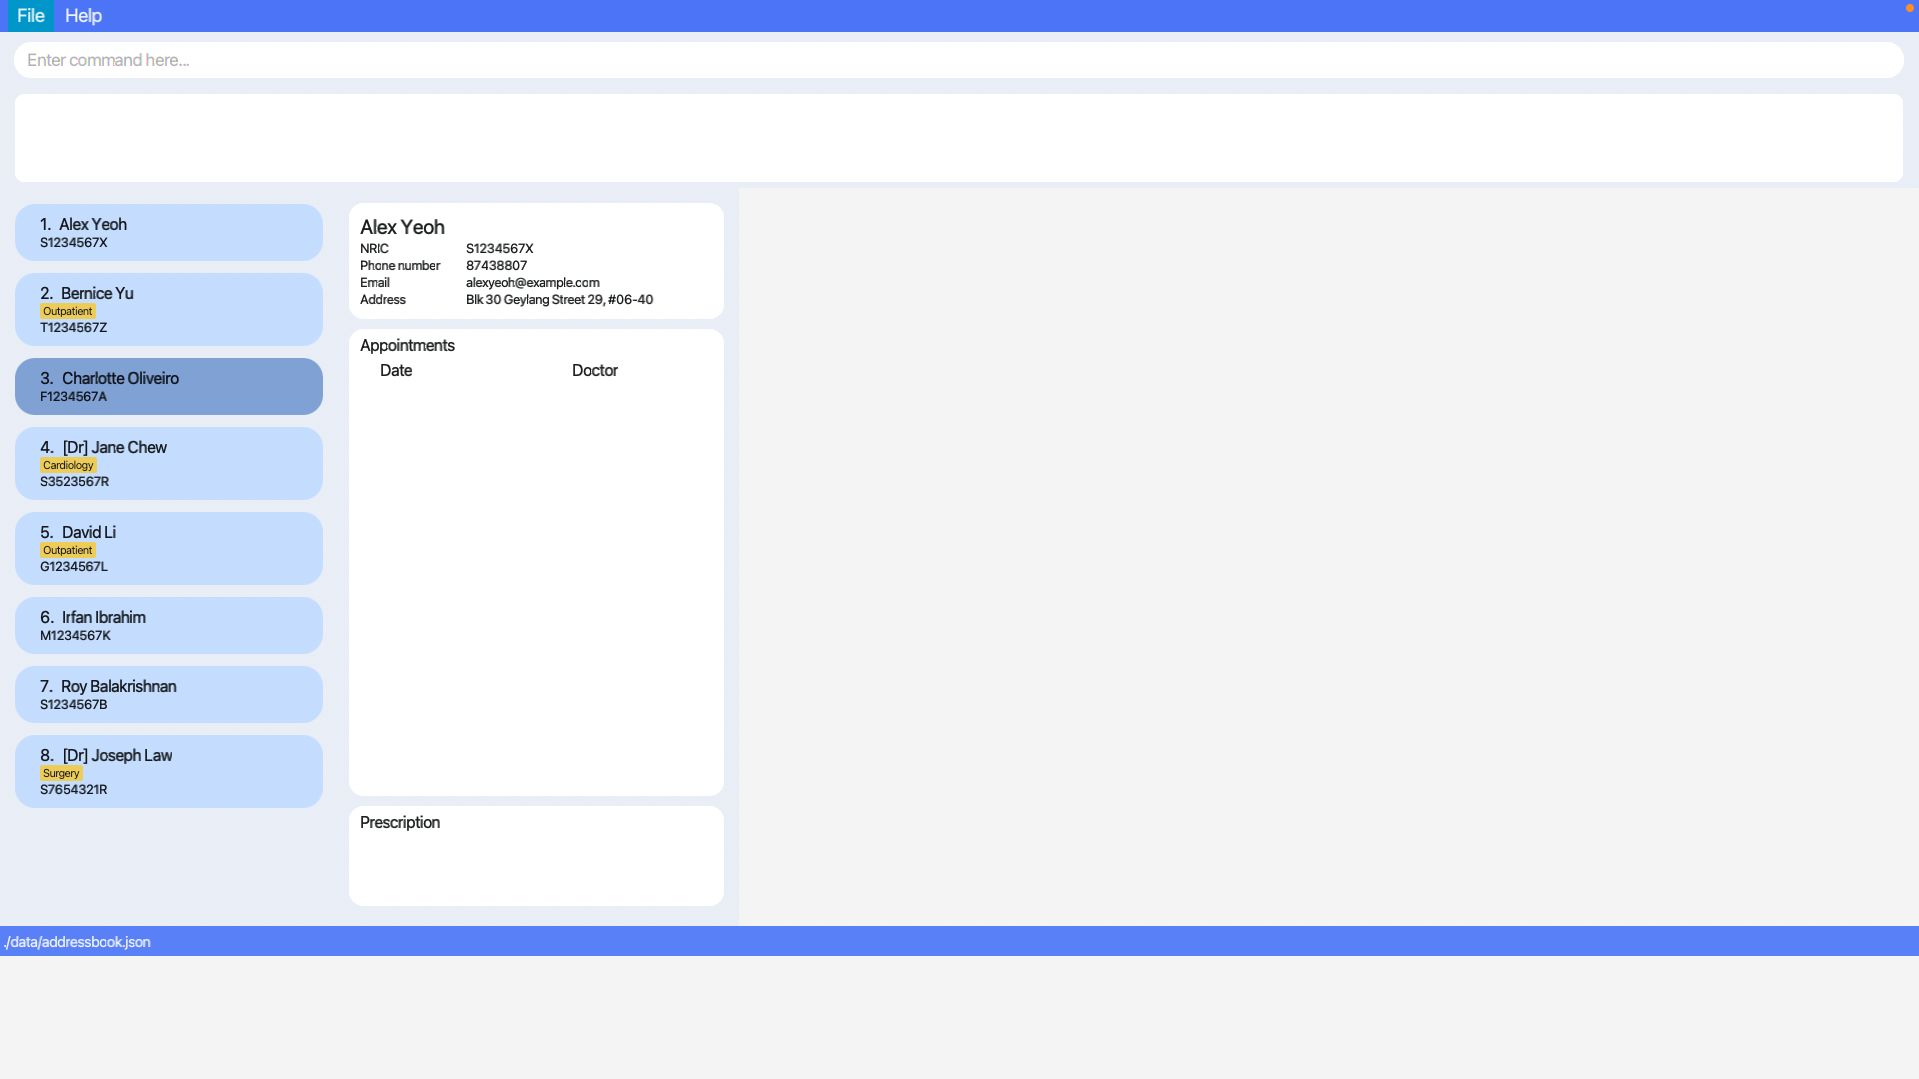 File Help
Enter command here...
1. Alex Yeoh
S1234567X
2. Bernice Yu
Outpatient
T1234567Z
3. Charlotte Oliveiro
F1234567A
4. [Dr] Jane Chew
Cardiology
S3523567R
5. David Li
Outpatient
G1234567L
6. Irfan Ibrahim
M1234567K
7. Roy Balakrishnan
S1234567B
8. [Dr] Joseph Law
Surgery
S7654321R
Alex Yeoh
NRIC S1234567X
Phone number 87438807
Email alexyeoh@example.com
Address Blk 30 Geylang Street 29, #06-40
Appointments
Date Doctor
Prescription
./data/addressbook.json